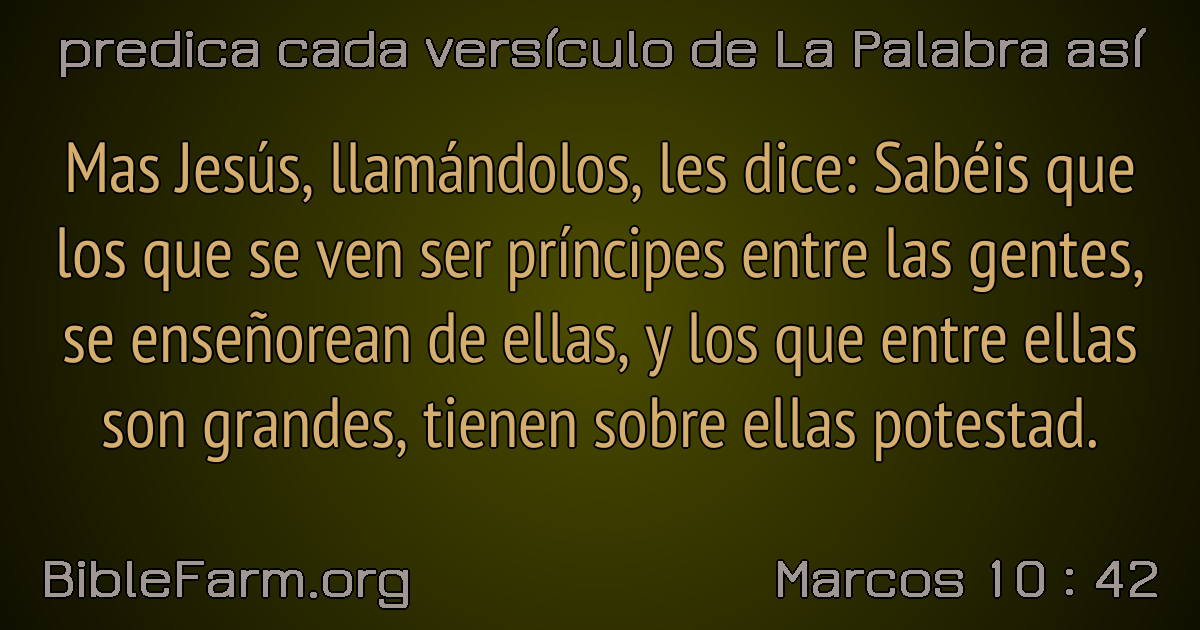 predica cada versículo de La Palabra así
Mas Jesús, llamándolos, les dice: Sabéis que
los que se ven ser príncipes entre las gentes,
se enseñorean de ellas, y los que entre ellas
son grandes, tienen sobre ellas potestad.
BibleFarm.org
Marcos 10 : 42